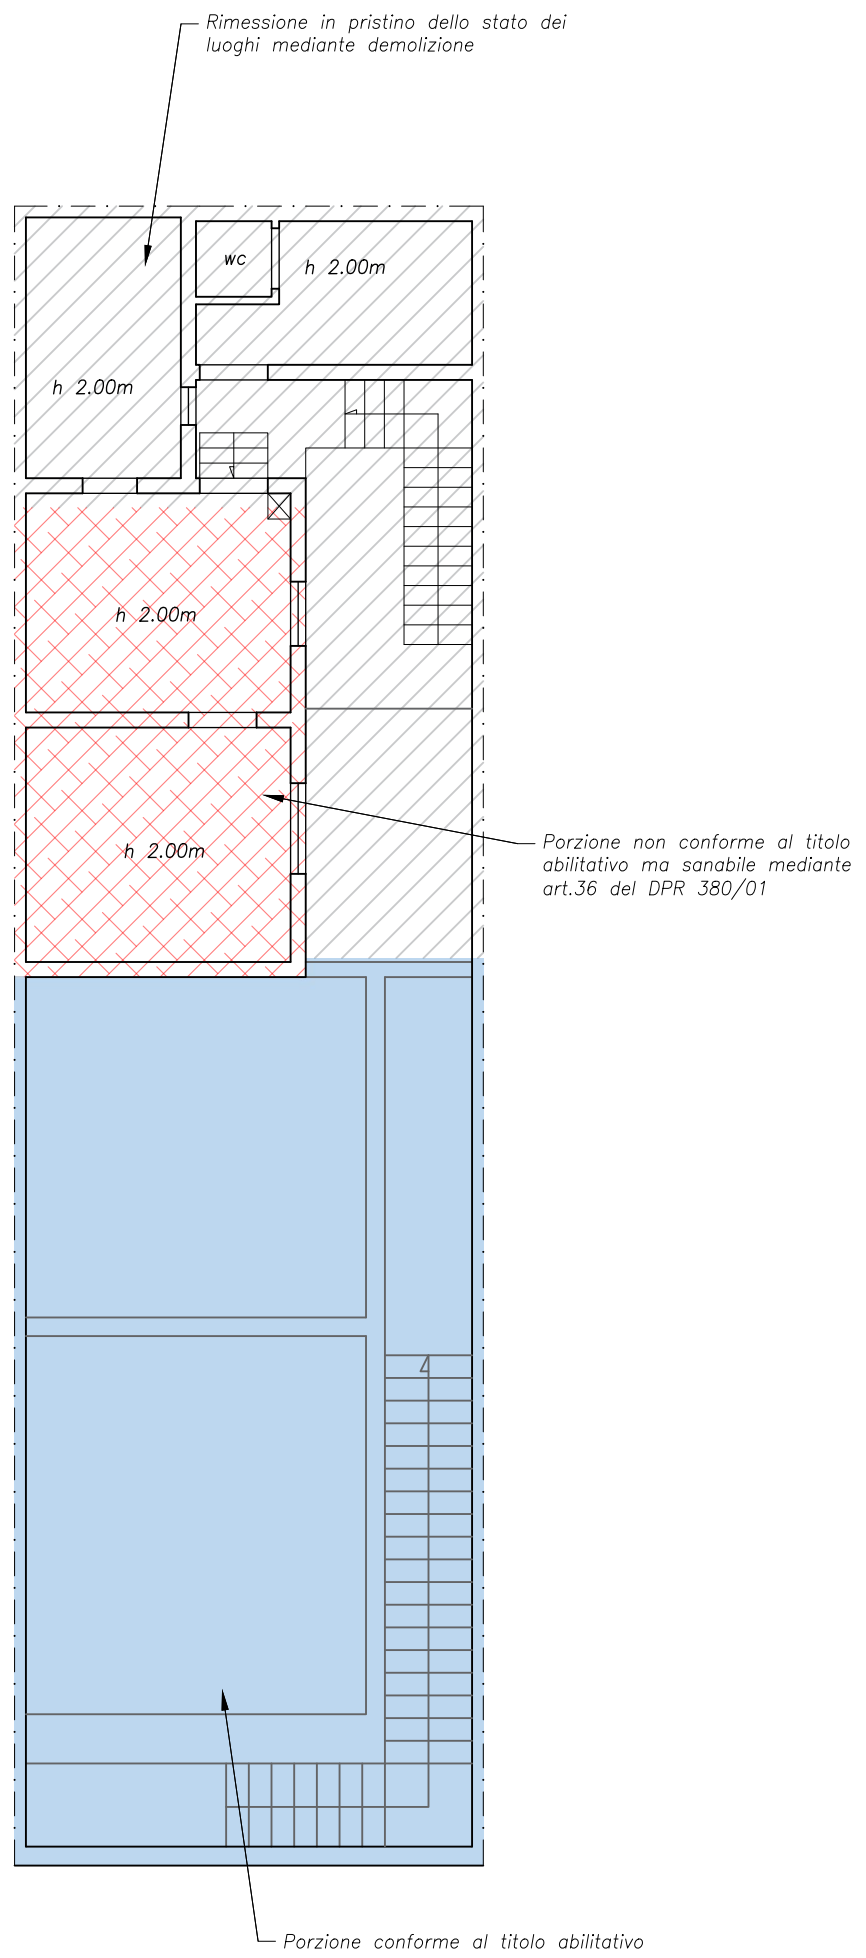 Rimessione in pristino dello stato dei
luoghi mediante demolizione
wc
h 2.00m
h 2.00m
h 2.00m
h 2.00m
Porzione non conforme al titolo
abilitativo ma sanabile mediante
art.36 del DPR 380/01
Porzione conforme al titolo abilitativo